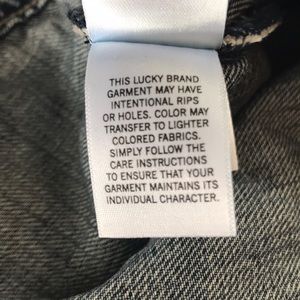 THIS LUCKY BRAND
GARMENT MAY HAVE
INTENTIONAL RIPS
OR HOLES. COLOR MAY
TRANSFER TO LIGHTER
COLORED FABRICS.
SIMPLY FOLLOW THE
CARE INSTRUCTIONS
TO ENSURE THAT YOUR
GARMENT MAINTAINS ITS
INDIVIDUAL CHARACTER.